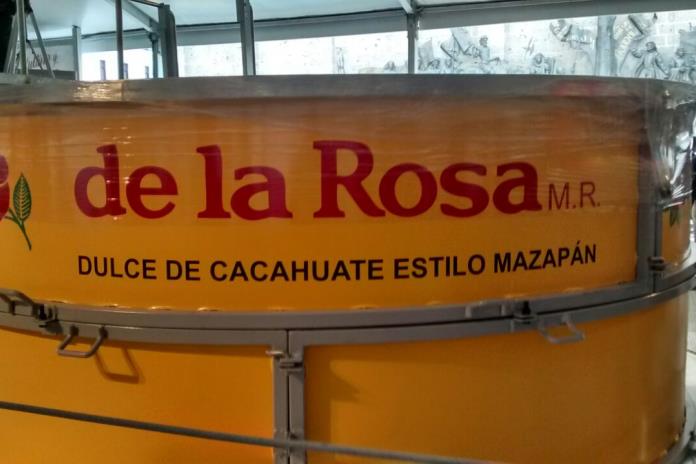 de la Rosa M.R.
DULCE DE CACAHUATE ESTILO MAZAPÁN